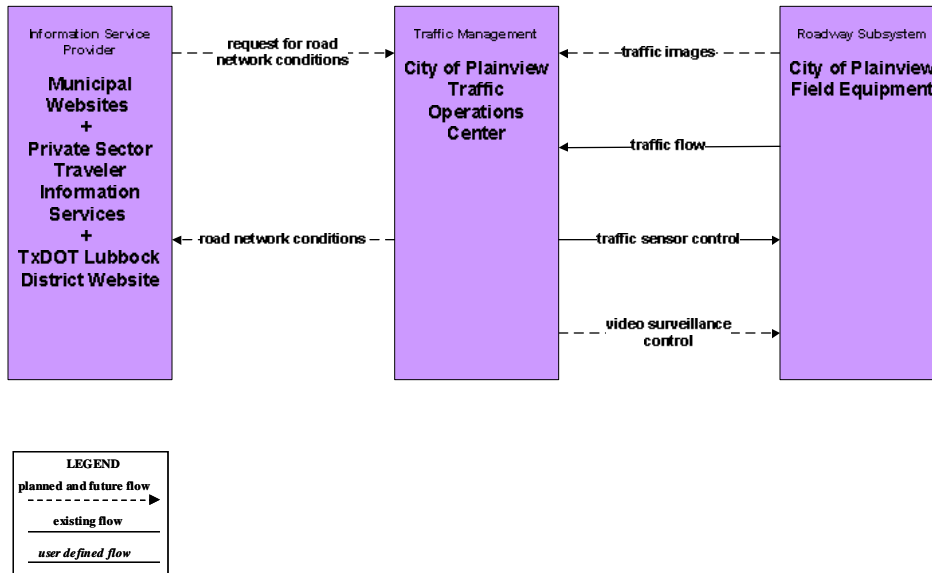 Information Service
Provider
Municipal
Websites
+
Private Sector
Traveler
Information
Services
+
TxDOT Lubbock
District Website
request for road
network conditions
road network conditions
Traffic Management
City of Plainview
Traffic
Operations
Center
traffic images
traffic flow
traffic sensor control
video surveillance
control
Roadway Subsystem
City of Plainview
Field Equipment
LEGEND
planned and future flow
existing flow
user defined flow